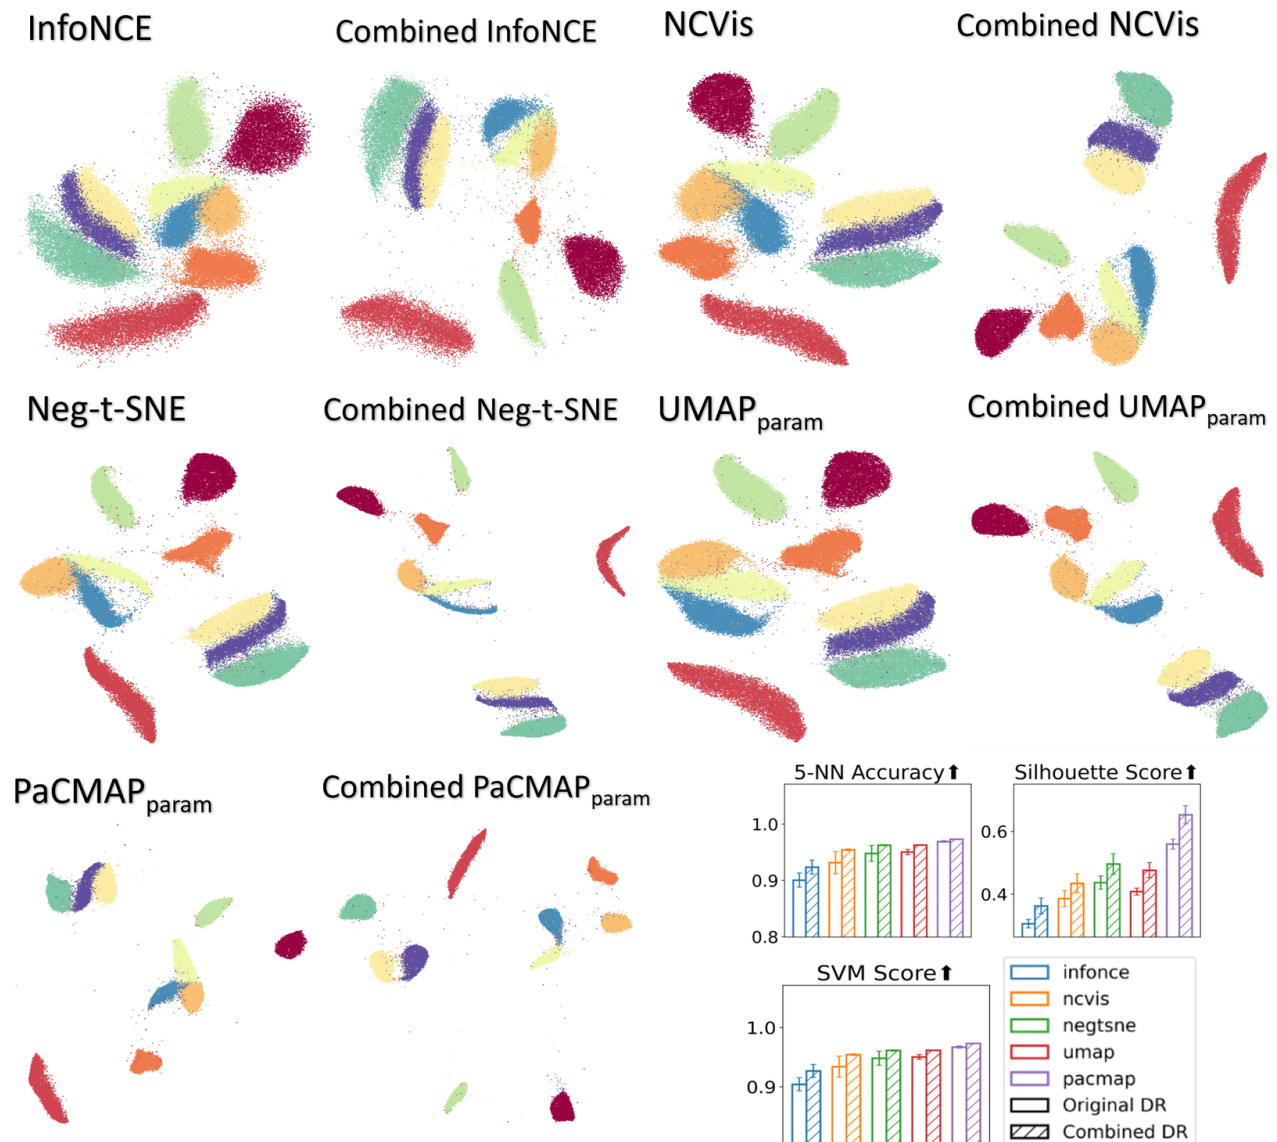 InfoNCE
Combined InfoNCE
NCVis
Combined NCVis
Neg-t-SNE
Combined Neg-t-SNE
UMAPparam
Combined UMAPparam
PaCMAPparam
Combined PaCMAPparam
5-NN Accuracy⬆
1.0
0.9
0.8
Silhouette Score⬆
0.6
0.4
SVM Score⬆
1.0
0.9
infonce
ncvis
negtsne
umap
pacmap
Original DR
Combined DR